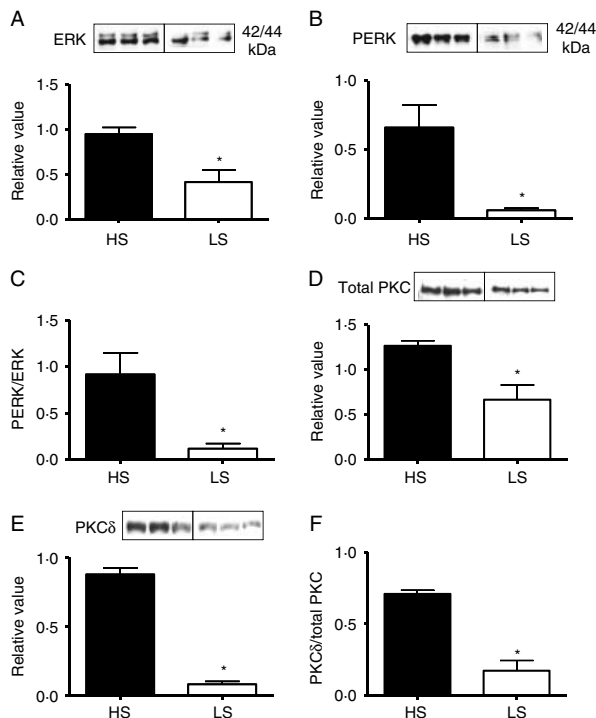 A
ERK
42/44
kDa
Relative value
1·5
1·0
0·5
0·0
*
HS
LS
B
PERK
42/44
kDa
Relative value
1·0
0·5
0·0
*
HS
LS
C
PERK/ERK
1·5
1·0
0·5
0·0
*
HS
LS
D
Total PKC
Relative value
1·5
1·0
0·5
0·0
*
HS
LS
E
PKCδ
Relative value
1·0
0·5
0·0
*
HS
LS
F
PKCδ/total PKC
1·0
0·5
0·0
*
HS
LS